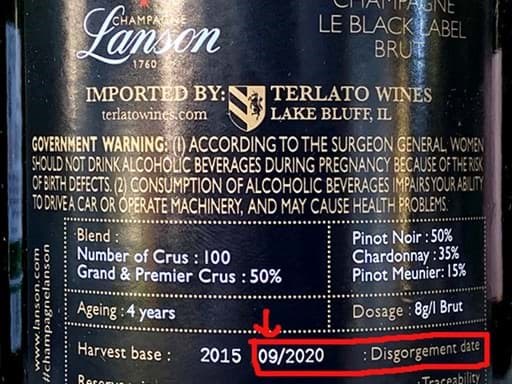 CHAMPAGNE
Lanson
1760
CHAMPAGNE
LE BLACK LABEL
BRUT
IMPORTED BY: TERLATO WINES
terlatowines.com LAKE BLUFF, IL
GOVERNMENT WARNING: (1) ACCORDING TO THE SURGEON GENERAL, WOMEN
SHOULD NOT DRINK ALCOHOLIC BEVERAGES DURING PREGNANCY BECAUSE OF THE RISK
OF BIRTH DEFECTS. (2) CONSUMPTION OF ALCOHOLIC BEVERAGES IMPAIRS YOUR ABILITY
TO DRIVE A CAR OR OPERATE MACHINERY, AND MAY CAUSE HEALTH PROBLEMS.
www.lanson.com
#champagnelanson
Blend :
Number of Crus : 100
Grand & Premier Crus : 50%
Pinot Noir : 50%
Chardonnay : 35%
Pinot Meunier: 15%
Ageing : 4 years
Dosage : 8g/l Brut
Harvest base : 2015 09/2020 : Disgorgement date
: Traceability